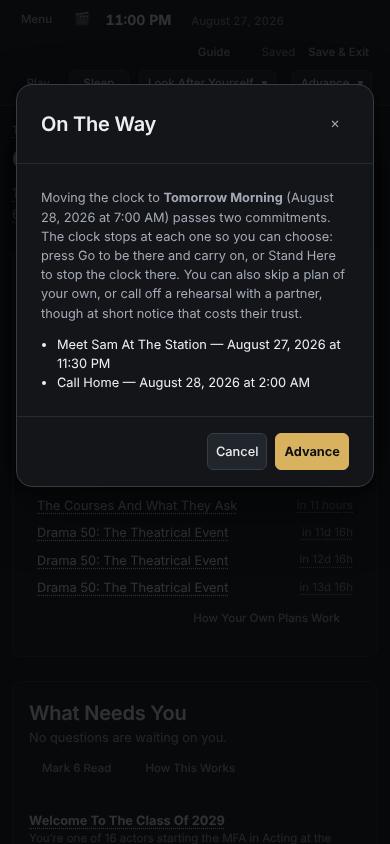 Menu 🎬 11:00 PM August 27, 2026
Guide Saved Save & Exit
Play Sleep Look After Yourself Advance
On The Way ×
Moving the clock to Tomorrow Morning (August
28, 2026 at 7:00 AM) passes two commitments.
The clock stops at each one so you can choose:
press Go to be there and carry on, or Stand Here
to stop the clock there. You can also skip a plan of
your own, or call off a rehearsal with a partner,
though at short notice that costs their trust.
• Meet Sam At The Station — August 27, 2026 at
11:30 PM
• Call Home — August 28, 2026 at 2:00 AM
Cancel Advance
The Courses And What They Ask in 11 hours
Drama 50: The Theatrical Event in 11d 16h
Drama 50: The Theatrical Event in 12d 16h
Drama 50: The Theatrical Event in 13d 16h
How Your Own Plans Work
What Needs You
No questions are waiting on you.
Mark 6 Read How This Works
Welcome To The Class Of 2029
You're one of 16 actors starting the MFA in Acting at the